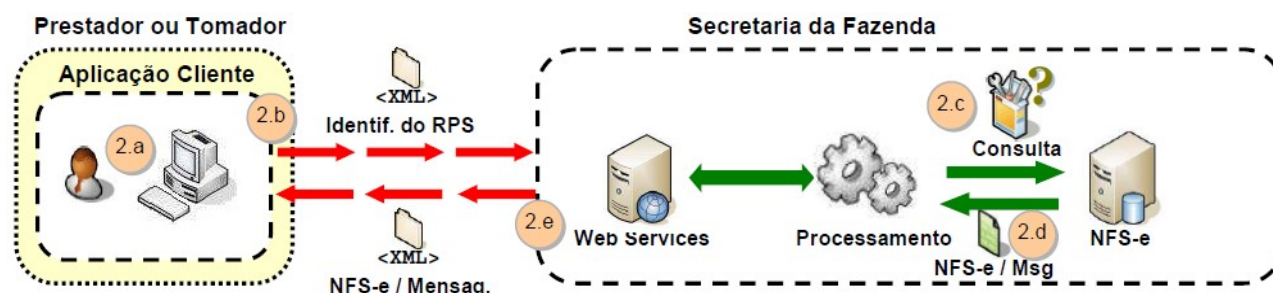 Prestador ou Tomador
Secretaria da Fazenda
Aplicação Cliente
2.a
2.b
<XML>
Identif. do RPS
2.c
Consulta
2.e
Web Services
Processamento
2.d
NFS-e / Msg
NFS-e
<XML>
NFS-e / Mensag.